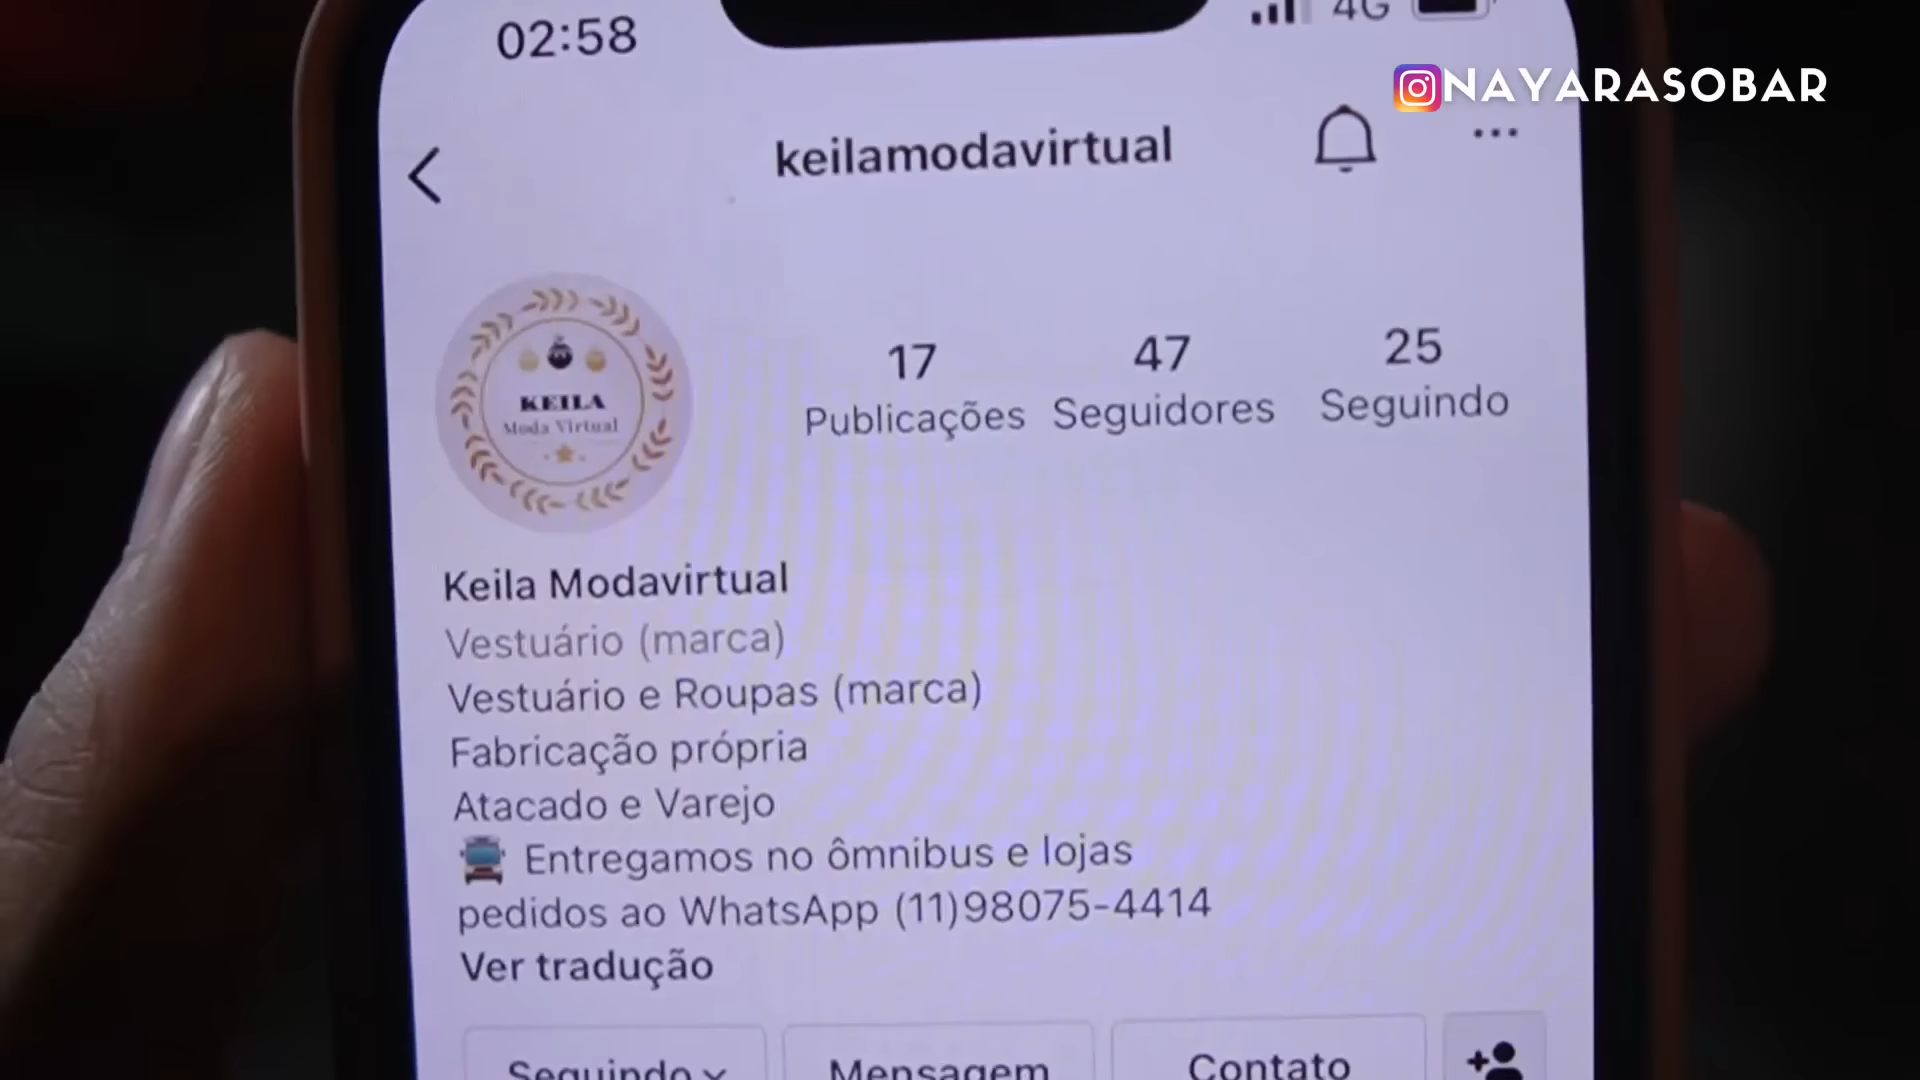 02:58
4G
NAYARASOBAR
keilamodavirtual
KEILA
Moda Virtual
17
Publicações
47
Seguidores
25
Seguindo
Keila Modavirtual
Vestuário (marca)
Vestuário e Roupas (marca)
Fabricação própria
Atacado e Varejo
Entregamos no ômnibus e lojas
pedidos ao WhatsApp (11)98075-4414
Ver tradução
Seguindo
Mensagem
Contato